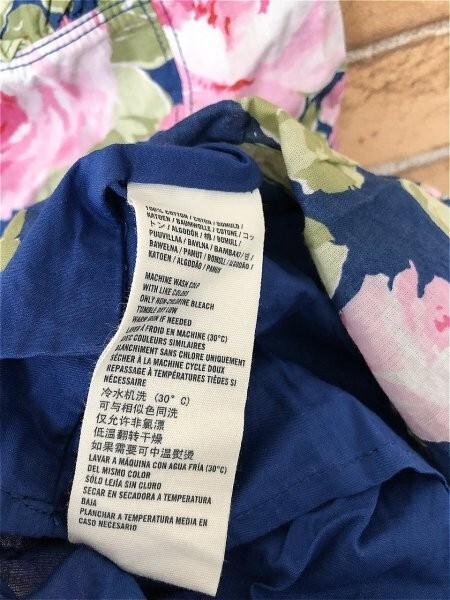 100% COTTON / COTON / BOMULD /
KATOEN / BAUMWOLLE / COTONE / コッ
トン / ALGODÓN / 棉 / BOMULL /
PUUVILLAA / BAVLNA / ΒΑΜΒΑΚΙ / 면 /
BAWEŁNA / PAMUT / BOMULL / ALGODÃO /
KATOEN / ALGODÃO / PAMUT
MACHINE WASH COLD
WITH LIKE COLORS
ONLY NON-CHLORINE BLEACH
TUMBLE DRY LOW
WARM IRON IF NEEDED
LAVER À FROID EN MACHINE (30°C)
AVEC COULEURS SIMILAIRES
BLANCHIMENT SANS CHLORE UNIQUEMENT
SÉCHER À LA MACHINE CYCLE DOUX
REPASSAGE À TEMPÉRATURES TIÈDES SI
NÉCESSAIRE
冷水机洗 (30°C)
可与相似色同洗
仅允许非氯漂
低温翻转干燥
如果需要可中温熨烫
LAVAR A MÁQUINA CON AGUA FRÍA (30°C)
DEL MISMO COLOR
SÓLO LEJÍA SIN CLORO
SECAR EN SECADORA A TEMPERATURA
BAJA
PLANCHAR A TEMPERATURA MEDIA EN
CASO NECESARIO